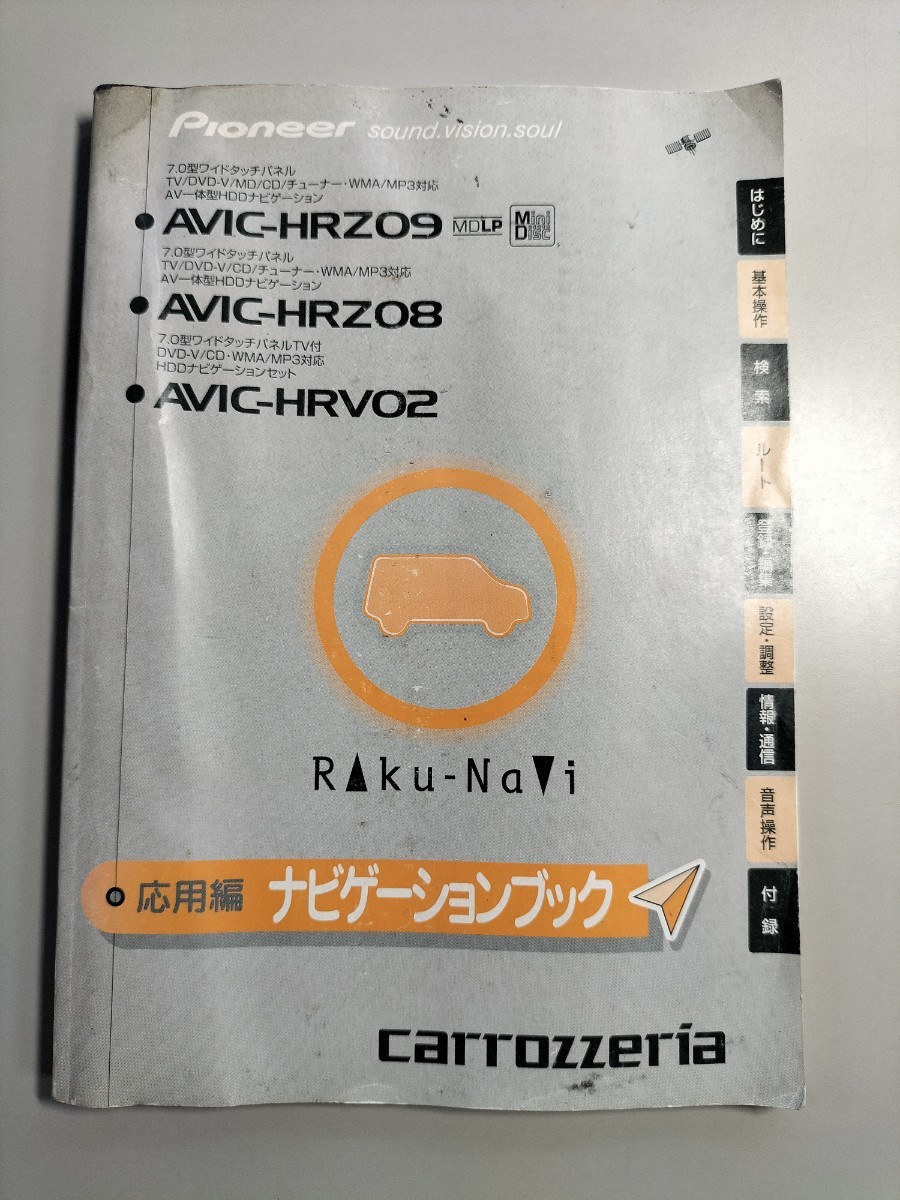 Pioneer sound.vision.soul
7.0型ワイドタッチパネル
TV/DVD-V/MD/CD/チューナー・WMA/MP3対応
AV一体型HDDナビゲーション
● AVIC-HRZ09 MDLP Mini Disc
7.0型ワイドタッチパネル
TV/DVD-V/CD/チューナー・WMA/MP3対応
AV一体型HDDナビゲーション
● AVIC-HRZ08
7.0型ワイドタッチパネルTV付
DVD-V/CD・WMA/MP3対応
HDDナビゲーションセット
● AVIC-HRV02
Raku-Navi
応用編 ナビゲーションブック
carrozzeria
はじめに
基本操作
検索
ルート
登録・編集
設定・調整
情報・通信
音声操作
付録